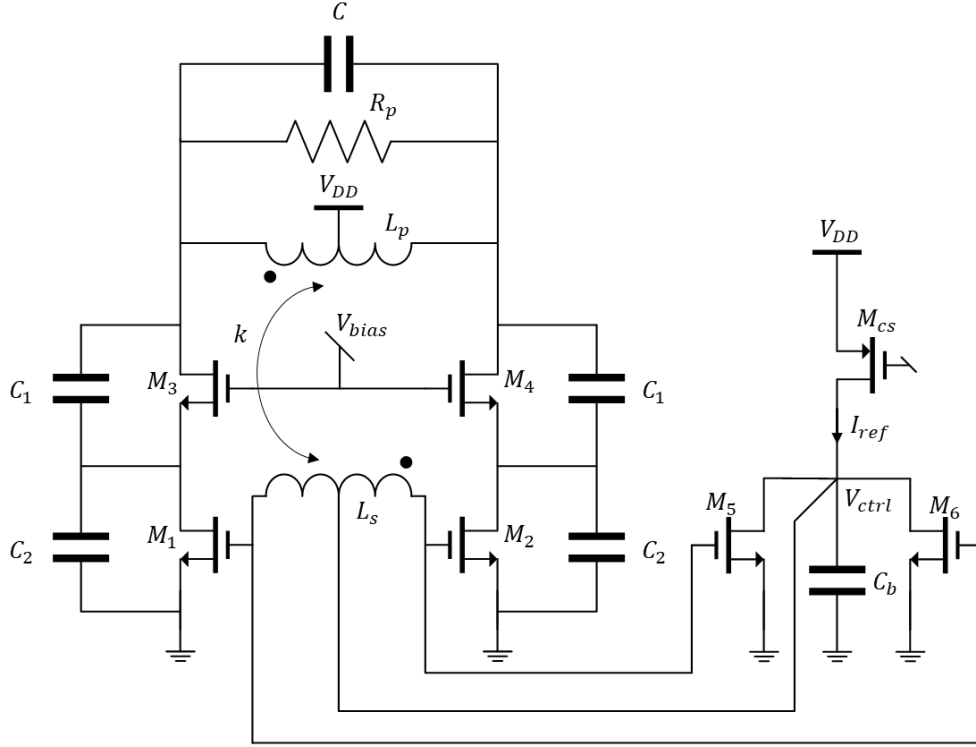 C
R_p
V_DD
L_p
V_DD
k
V_bias
M_cs
C_1
M_3
M_4
C_1
I_ref
L_s
V_ctrl
M_5
M_6
C_2
M_1
M_2
C_2
C_b